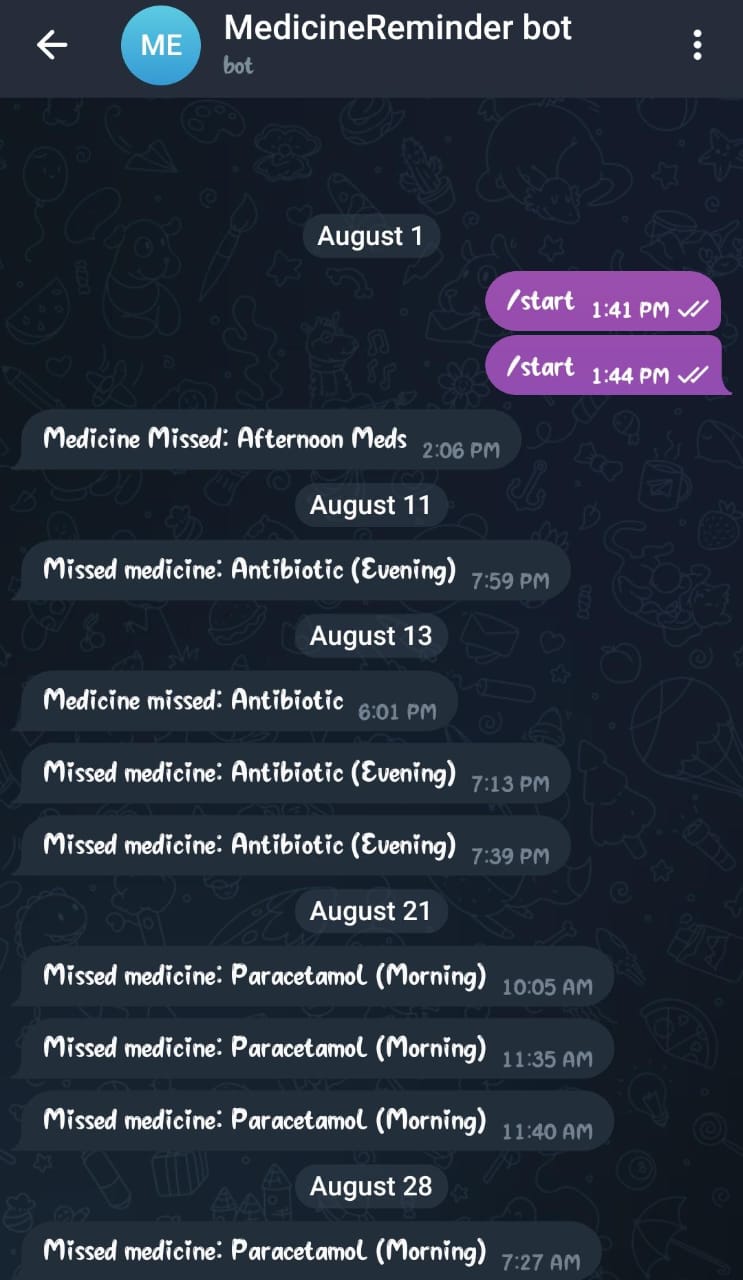 ME
MedicineReminder bot
bot
August 1
/start 1:41 PM
/start 1:44 PM
Medicine Missed: Afternoon Meds 2:06 PM
August 11
Missed medicine: Antibiotic (Evening) 7:59 PM
August 13
Medicine missed: Antibiotic 6:01 PM
Missed medicine: Antibiotic (Evening) 7:13 PM
Missed medicine: Antibiotic (Evening) 7:39 PM
August 21
Missed medicine: Paracetamol (Morning) 10:05 AM
Missed medicine: Paracetamol (Morning) 11:35 AM
Missed medicine: Paracetamol (Morning) 11:40 AM
August 28
Missed medicine: Paracetamol (Morning) 7:27 AM